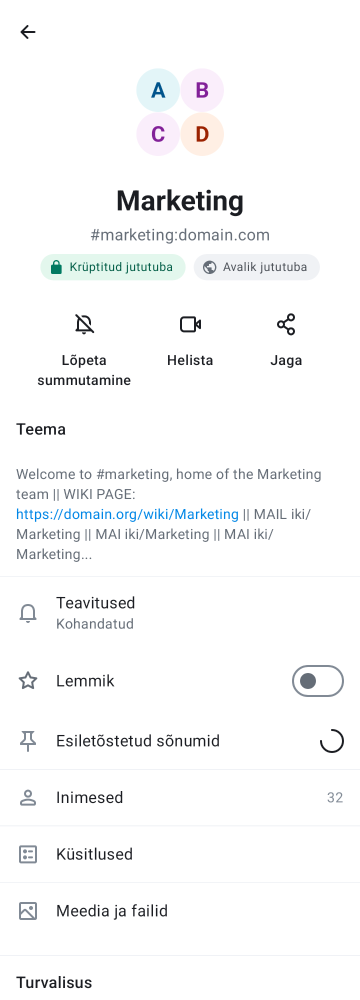 A B
C D
Marketing
#marketing:domain.com
Krüptitud jututuba Avalik jututuba
Lõpeta
summutamine
Helista
Jaga
Teema
Welcome to #marketing, home of the Marketing
team || WIKI PAGE:
https://domain.org/wiki/Marketing || MAIL iki/
Marketing || MAI iki/Marketing || MAI iki/
Marketing...
Teavitused
Kohandatud
Lemmik
Esiletõstetud sõnumid
Inimesed 32
Küsitlused
Meedia ja failid
Turvalisus